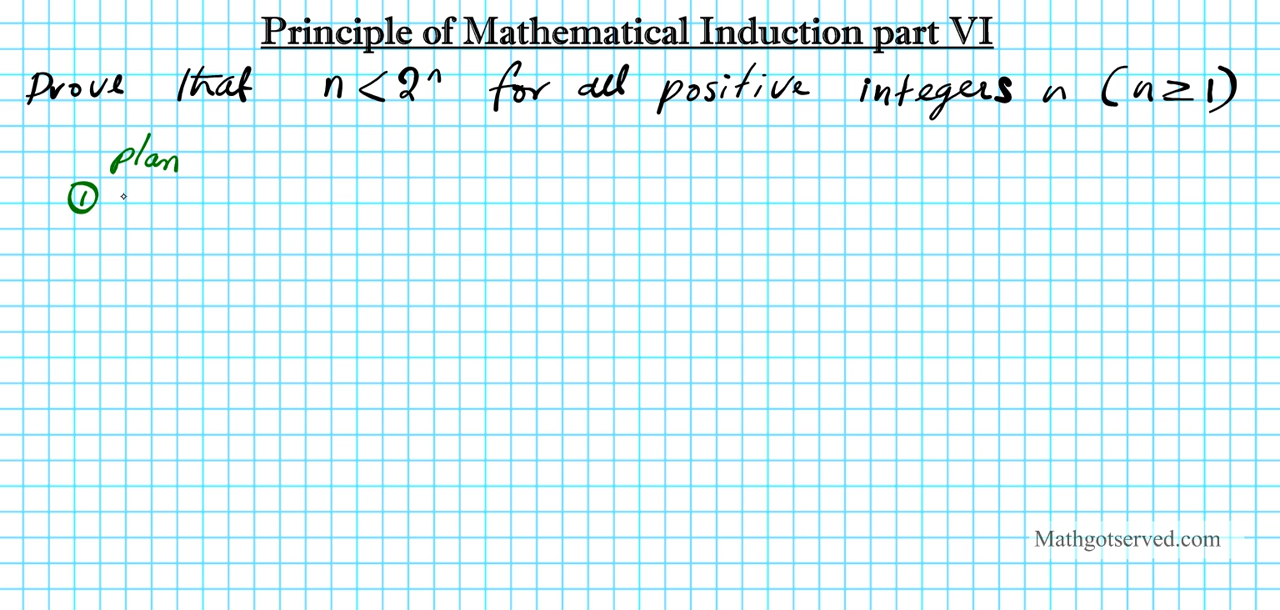 Principle of Mathematical Induction part VI
Prove that n < 2ⁿ for all positive integers n (n ≥ 1)
plan
①
Mathgotserved.com